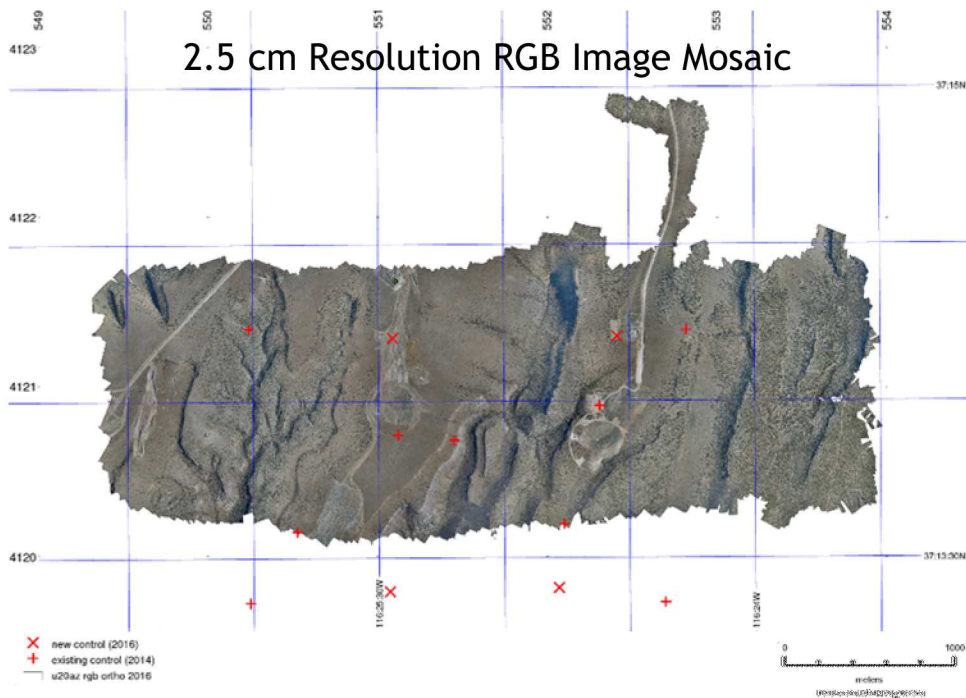 549 550 551 552 553 554
4123
2.5 cm Resolution RGB Image Mosaic
37:15N
4122
4121
4120
37:13:30N
116:25:30W
116:24W
new control (2016)
existing control (2014)
u20az rgb ortho 2016
0 1000
meters